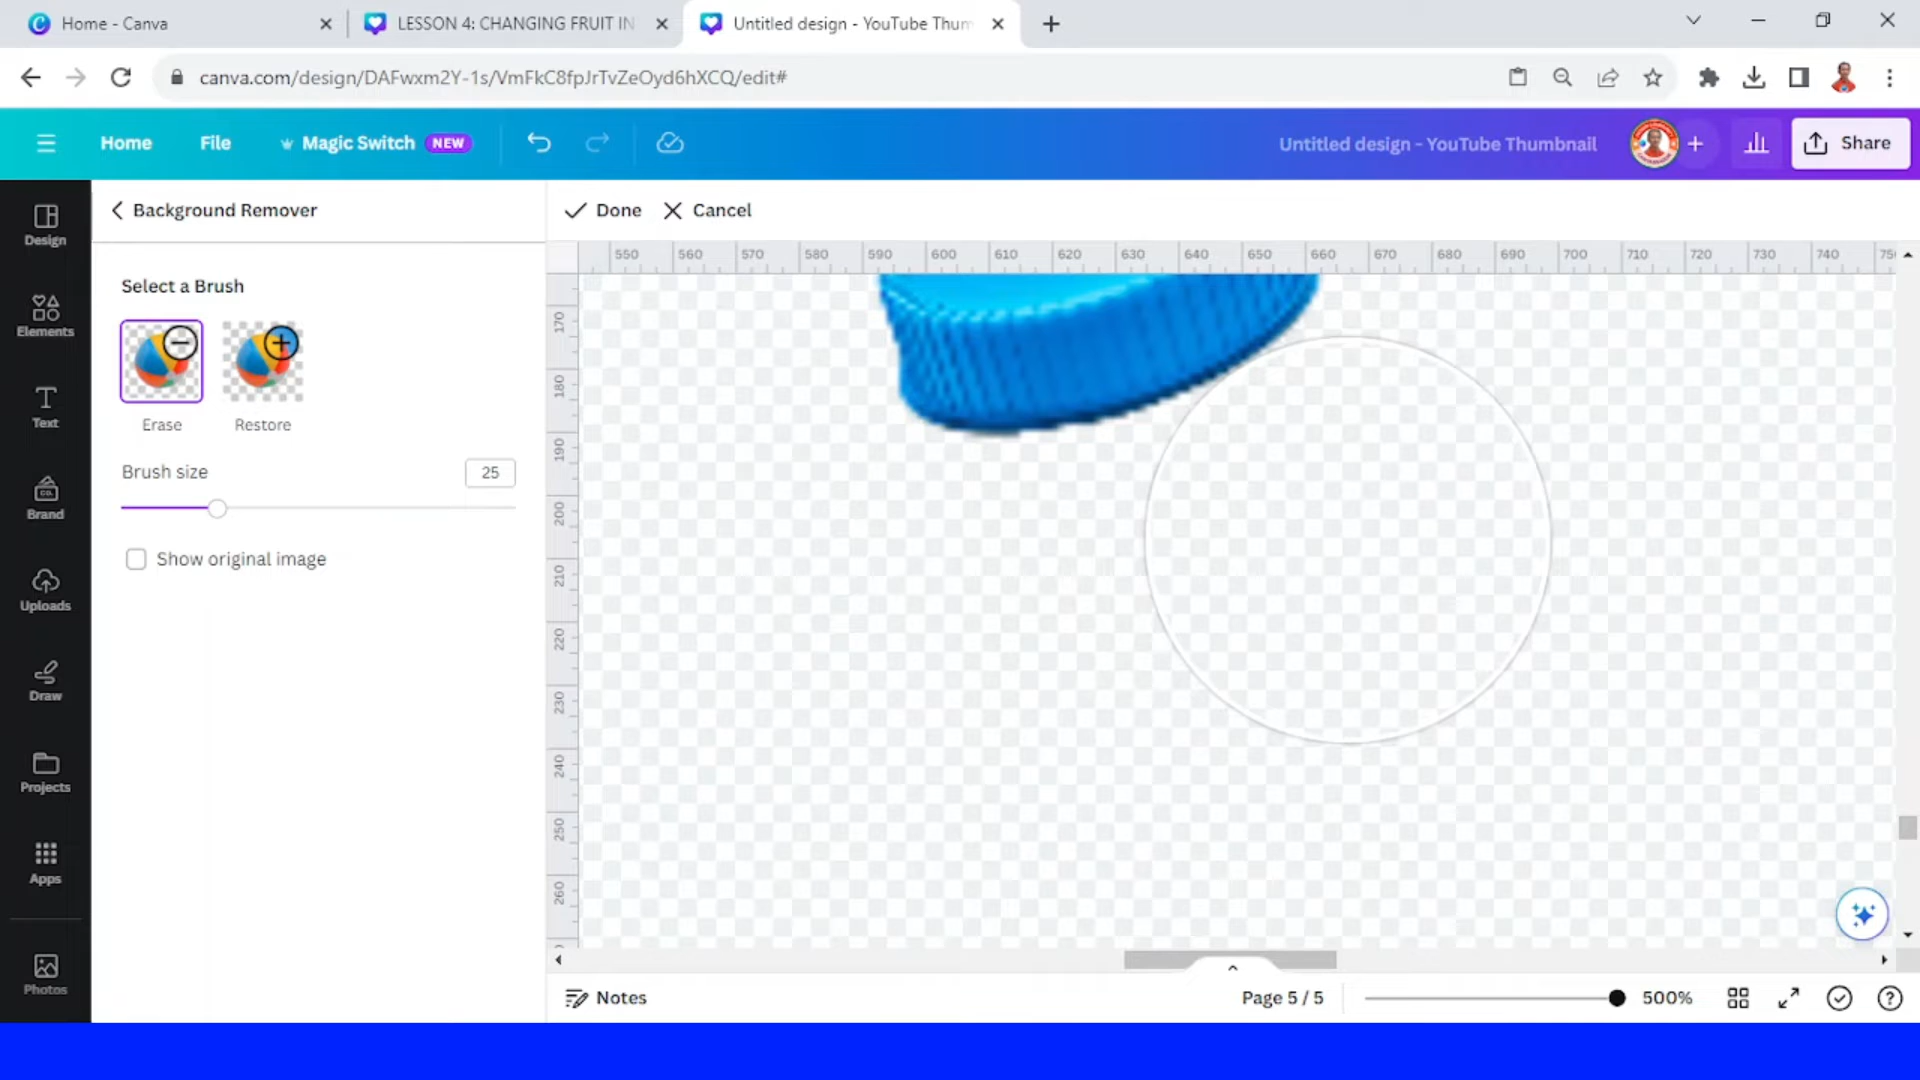 Home - Canva
LESSON 4: CHANGING FRUIT IN
Untitled design - YouTube Thum
canva.com/design/DAFwxm2Y-1s/VmFkC8fpJrTvZeOyd6hXCQ/edit#
Home
File
Magic Switch
NEW
Untitled design - YouTube Thumbnail
Share
Design
Elements
Text
Brand
Uploads
Draw
Projects
Apps
Photos
Background Remover
Done
Cancel
Select a Brush
Erase
Restore
Brush size
25
Show original image
550 560 570 580 590 600 610 620 630 640 650 660 670 680 690 700 710 720 730 740
170
180
190
200
210
220
230
240
250
260
CO.
Notes
Page 5 / 5
500%